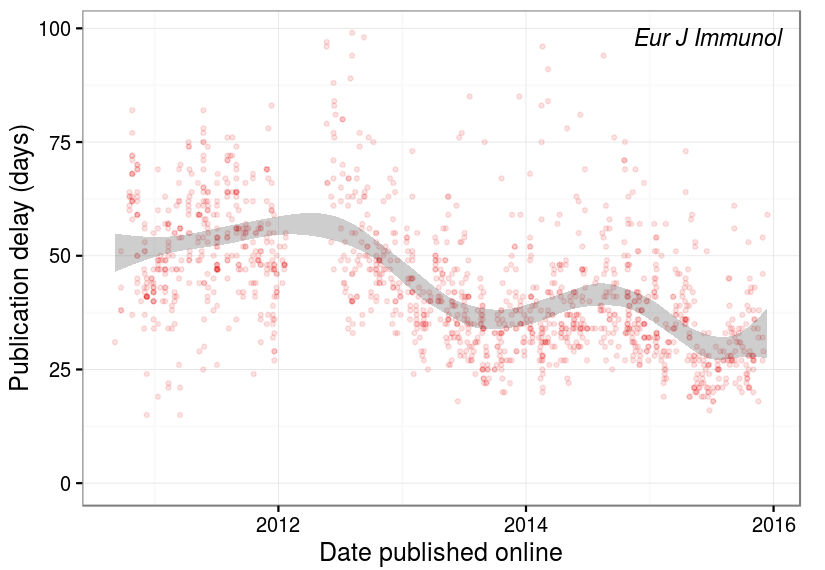 Eur J Immunol
Publication delay (days)
100
75
50
25
0
2012 2014 2016
Date published online